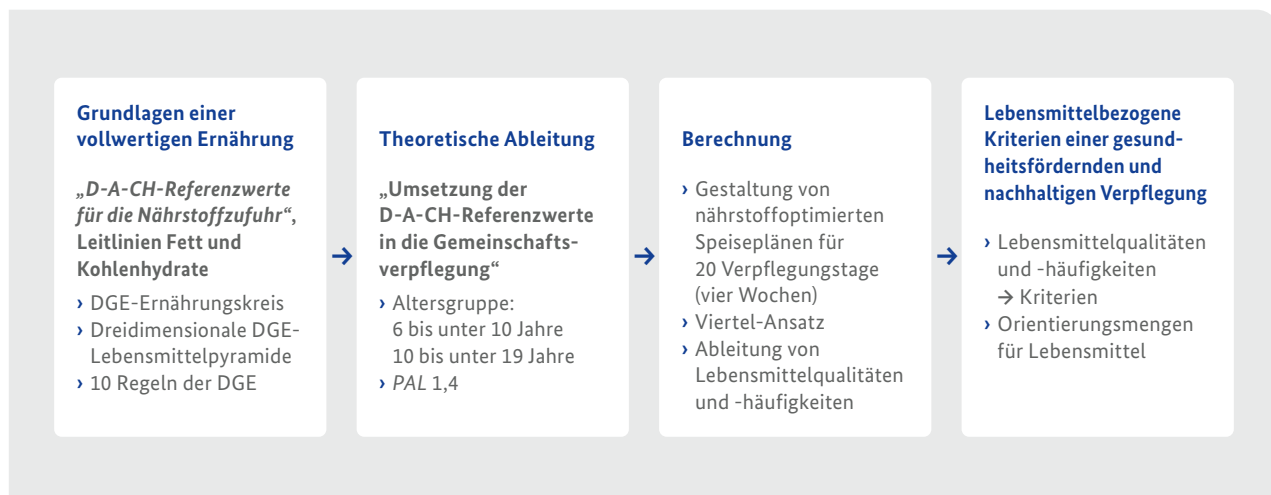 Grundlagen einer
vollwertigen Ernährung
„D-A-CH-Referenzwerte
für die Nährstoffzufuhr“,
Leitlinien Fett und
Kohlenhydrate
› DGE-Ernährungskreis
› Dreidimensionale DGE-
Lebensmittelpyramide
› 10 Regeln der DGE
→
Theoretische Ableitung
„Umsetzung der
D-A-CH-Referenzwerte
in die Gemeinschafts-
verpflegung“
› Altersgruppe:
6 bis unter 10 Jahre
10 bis unter 19 Jahre
› PAL 1,4
→
Berechnung
› Gestaltung von
nährstoffoptimierten
Speiseplänen für
20 Verpflegungstage
(vier Wochen)
› Viertel-Ansatz
› Ableitung von
Lebensmittelqualitäten
und -häufigkeiten
→
Lebensmittelbezogene
Kriterien einer gesund-
heitsfördernden und
nachhaltigen Verpflegung
› Lebensmittelqualitäten
und -häufigkeiten
→ Kriterien
› Orientierungsmengen
für Lebensmittel